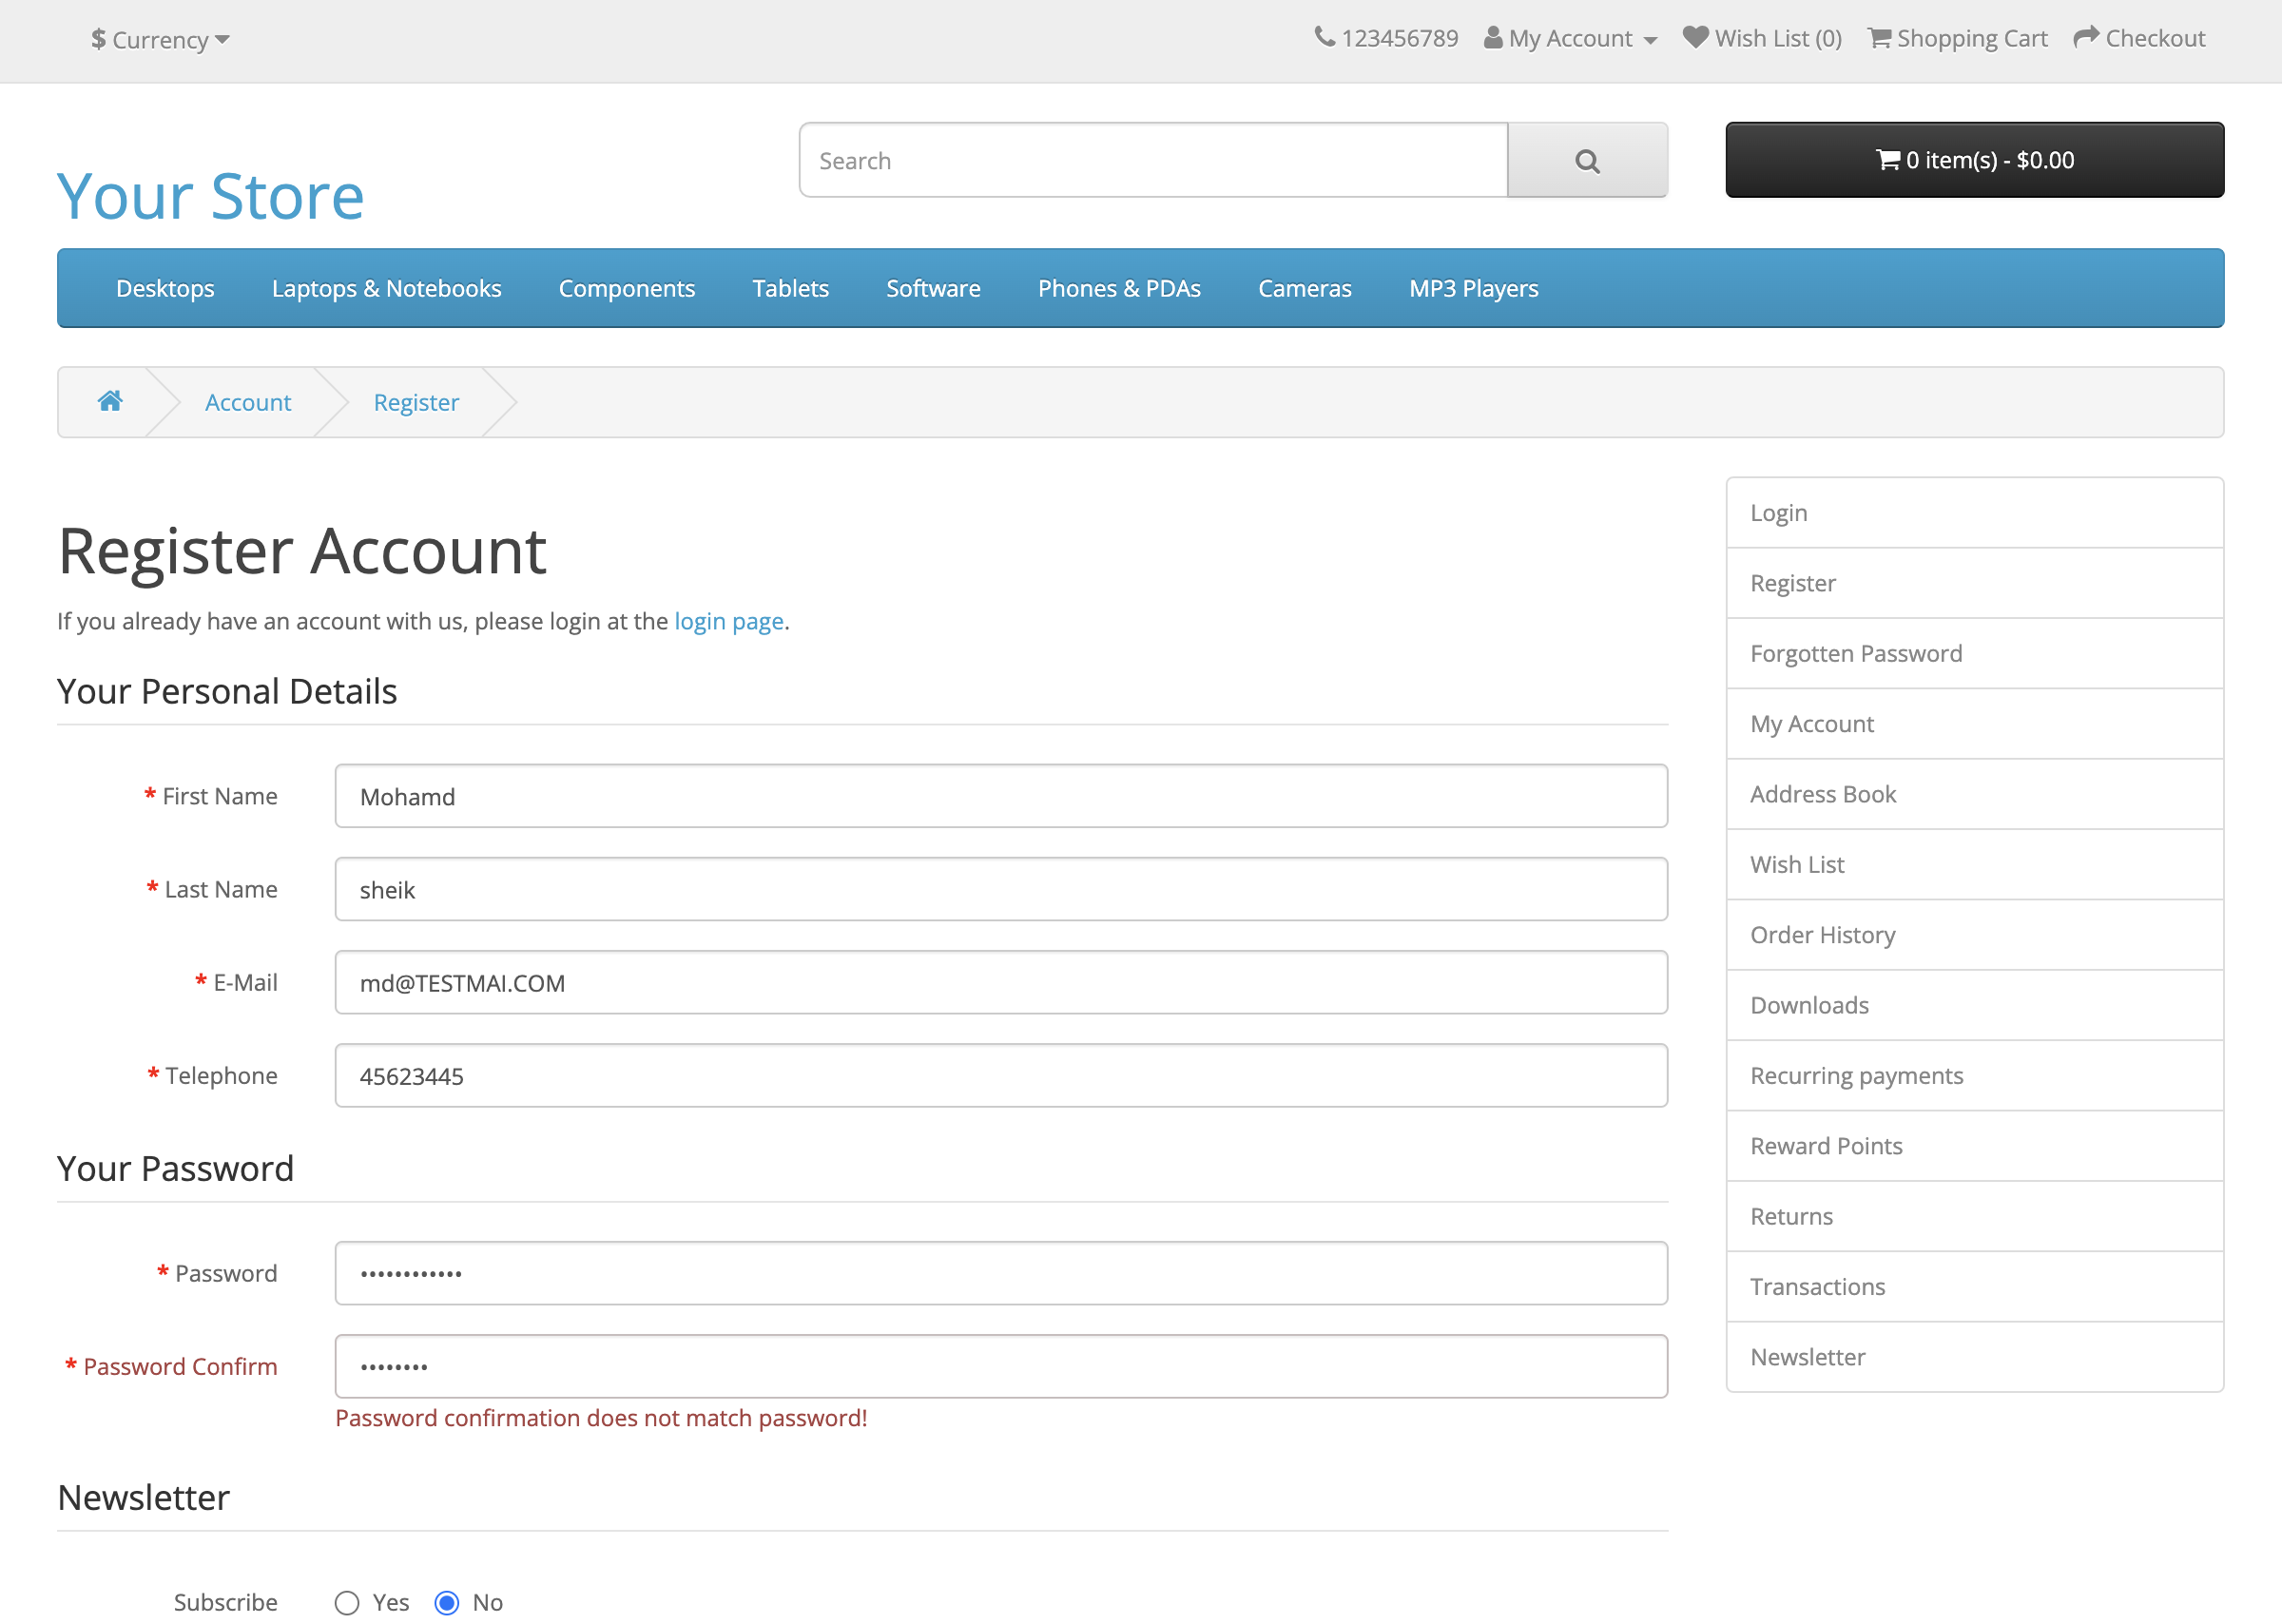 $ Currency
123456789 My Account Wish List (0) Shopping Cart Checkout
Your Store
Search
0 item(s) - $0.00
Desktops Laptops & Notebooks Components Tablets Software Phones & PDAs Cameras MP3 Players
Account Register
Register Account
If you already have an account with us, please login at the login page.
Your Personal Details
* First Name Mohamd
* Last Name sheik
* E-Mail md@TESTMAI.COM
* Telephone 45623445
Your Password
* Password ••••••••••••
* Password Confirm ••••••••
Password confirmation does not match password!
Newsletter
Subscribe Yes No
Login
Register
Forgotten Password
My Account
Address Book
Wish List
Order History
Downloads
Recurring payments
Reward Points
Returns
Transactions
Newsletter